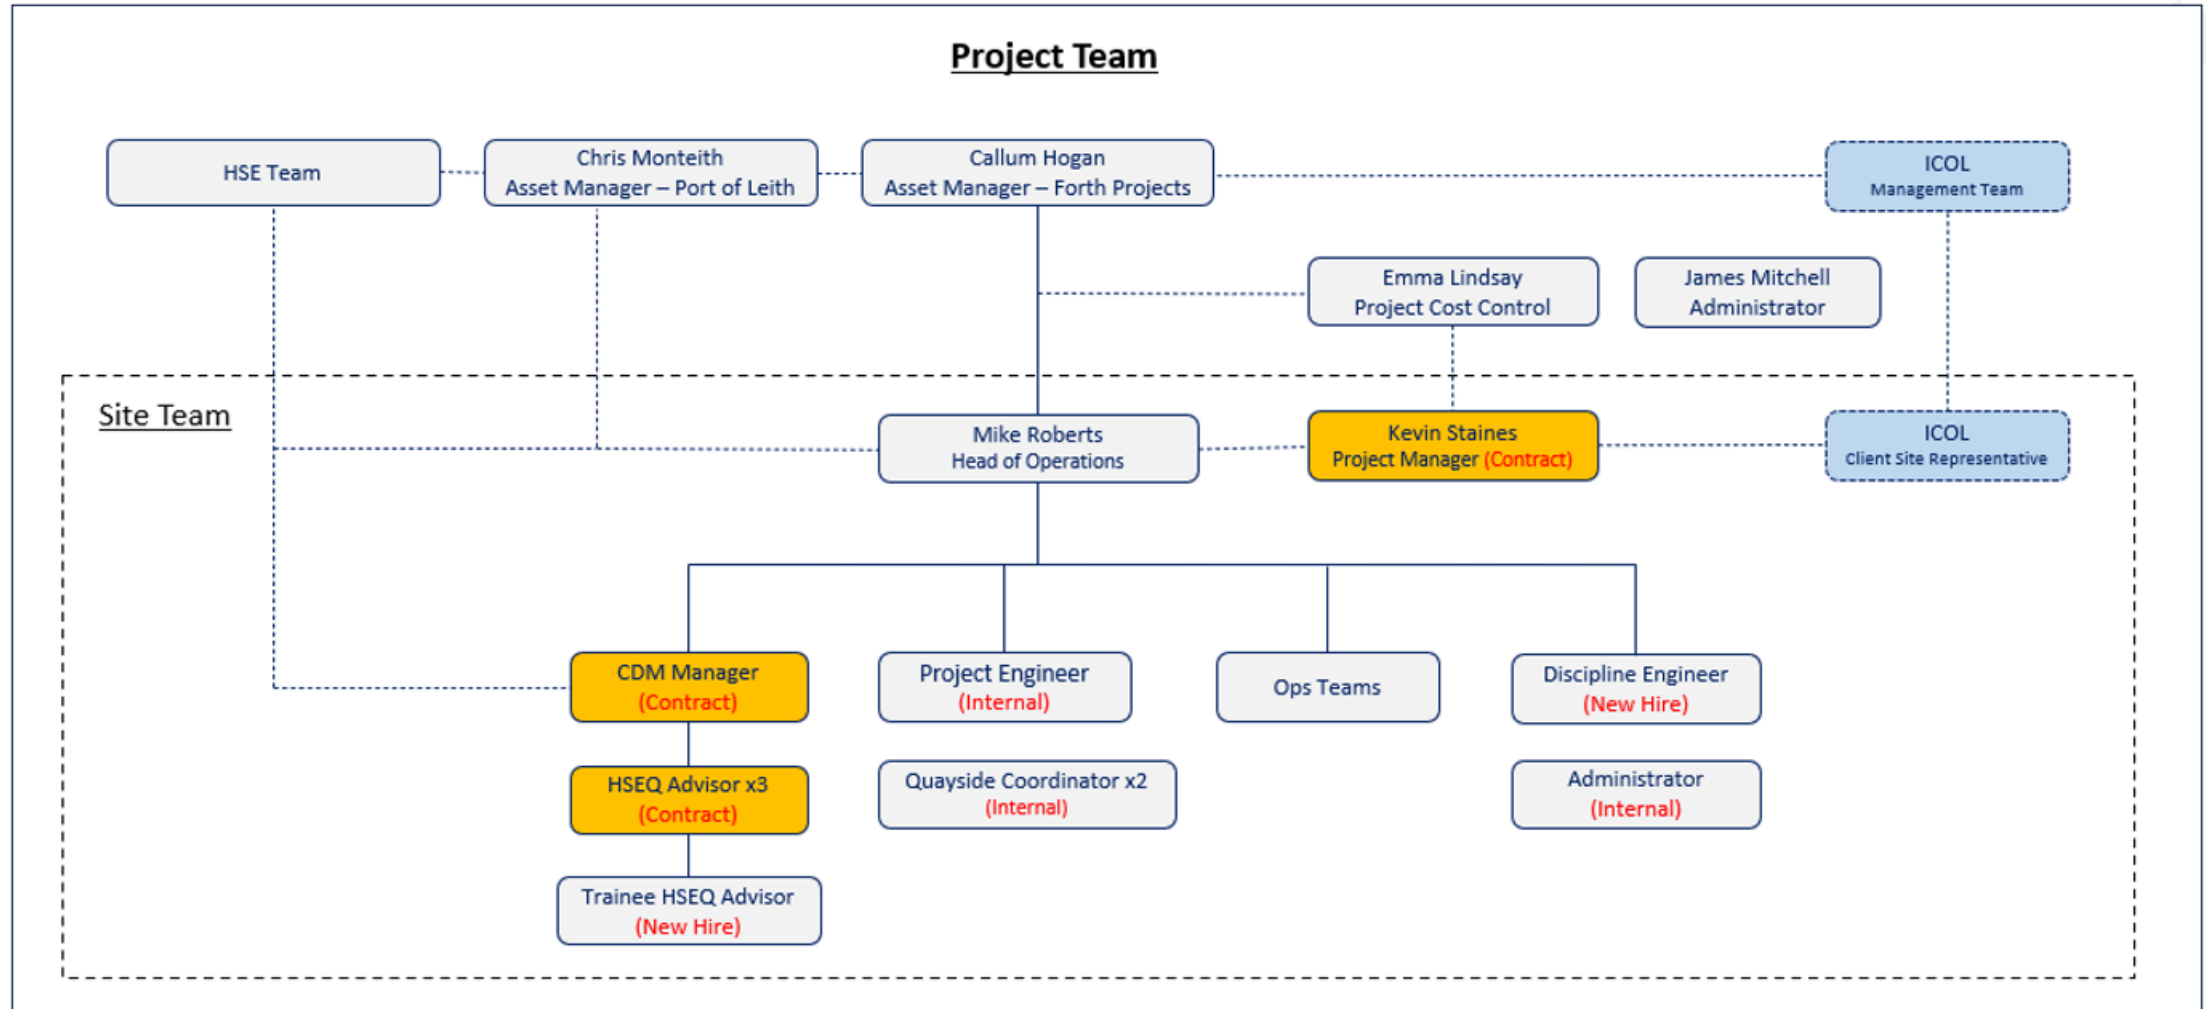 Project Team
HSE Team
Chris Monteith
Asset Manager – Port of Leith
Callum Hogan
Asset Manager – Forth Projects
ICOL
Management Team
Emma Lindsay
Project Cost Control
James Mitchell
Administrator
Site Team
Mike Roberts
Head of Operations
Kevin Staines
Project Manager (Contract)
ICOL
Client Site Representative
CDM Manager
(Contract)
Project Engineer
(Internal)
Ops Teams
Discipline Engineer
(New Hire)
HSEQ Advisor x3
(Contract)
Quayside Coordinator x2
(Internal)
Administrator
(Internal)
Trainee HSEQ Advisor
(New Hire)